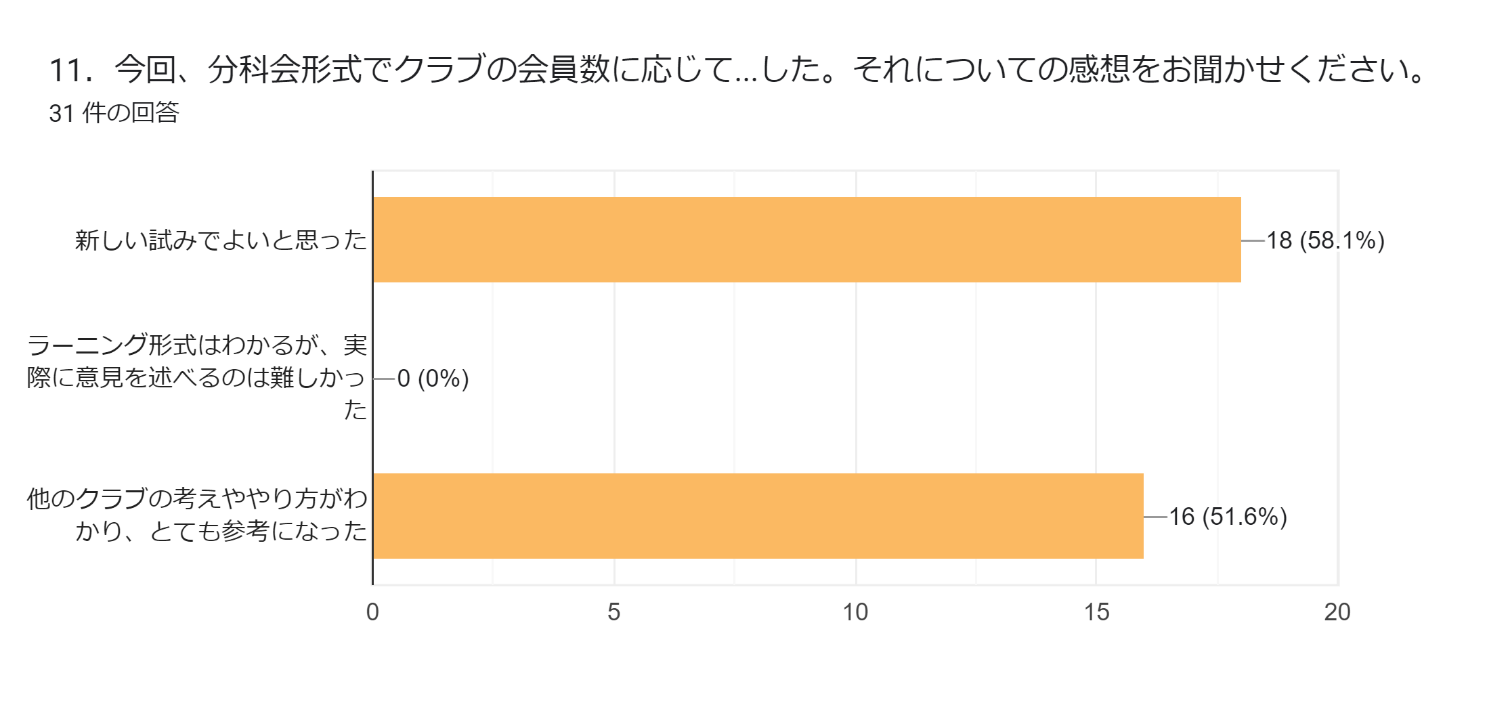 11．今回、分科会形式でクラブの会員数に応じて...した。それについての感想をお聞かせください。
31 件の回答
新しい試みでよいと思った
18 (58.1%)
ラーニング形式はわかるが、実
際に意見を述べるのは難しかっ
た
0 (0%)
他のクラブの考えややり方がわ
かり、とても参考になった
16 (51.6%)
0 5 10 15 20